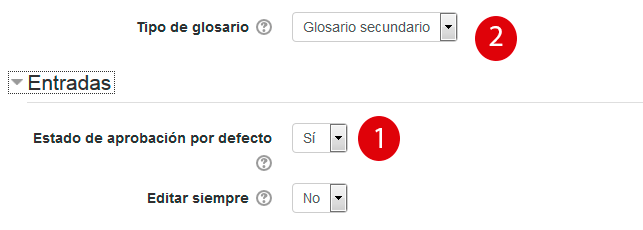 Tipo de glosario ? Glosario secundario 2
Entradas
Estado de aprobación por defecto Sí 1
?
Editar siempre ? No